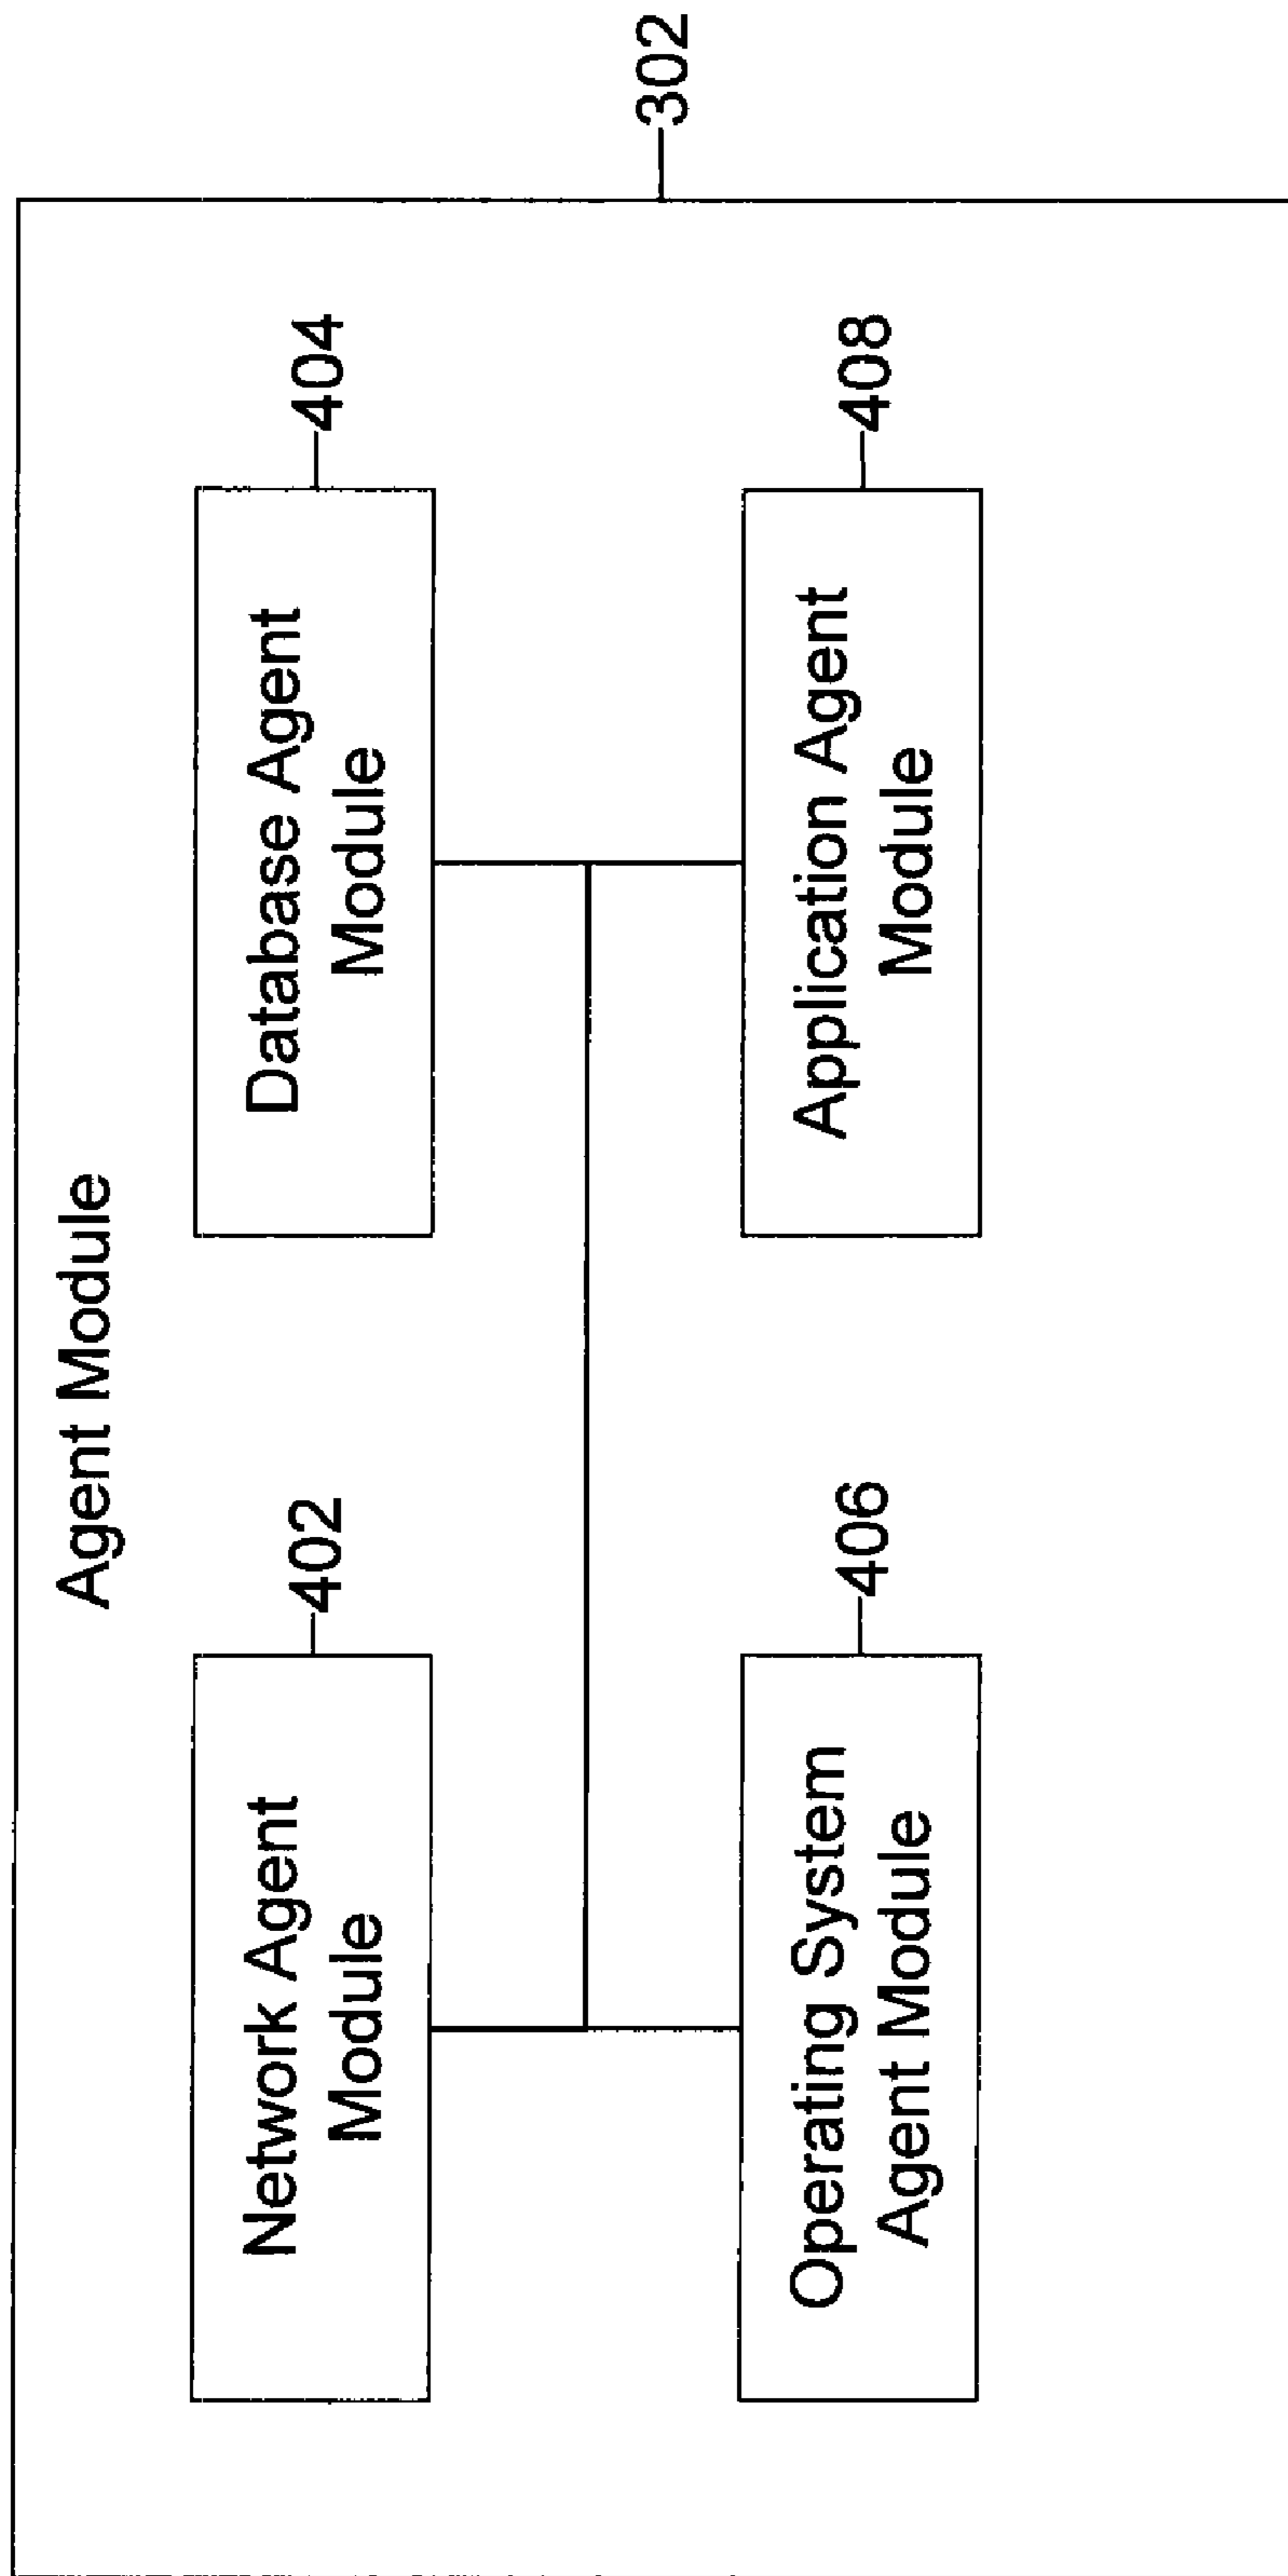 Agent Module
302
Network Agent
Module
402
Database Agent
Module
404
Operating System
Agent Module
406
Application Agent
Module
408